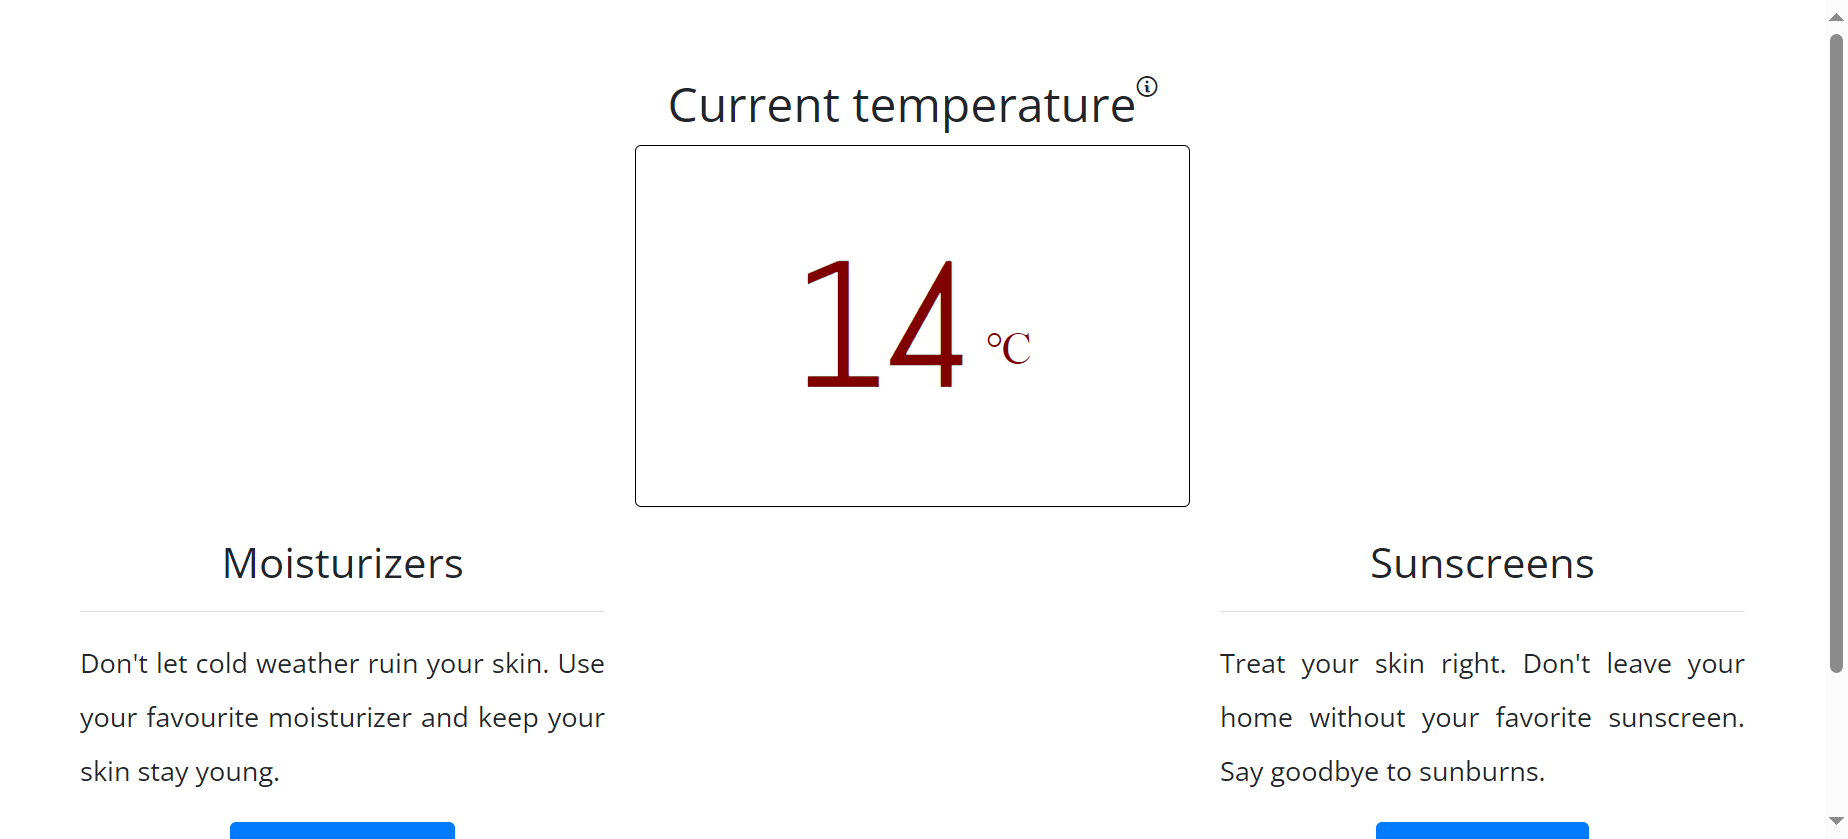 Current temperature
14 °C
Moisturizers
Don't let cold weather ruin your skin. Use
your favourite moisturizer and keep your
skin stay young.
Sunscreens
Treat your skin right. Don't leave your
home without your favorite sunscreen.
Say goodbye to sunburns.